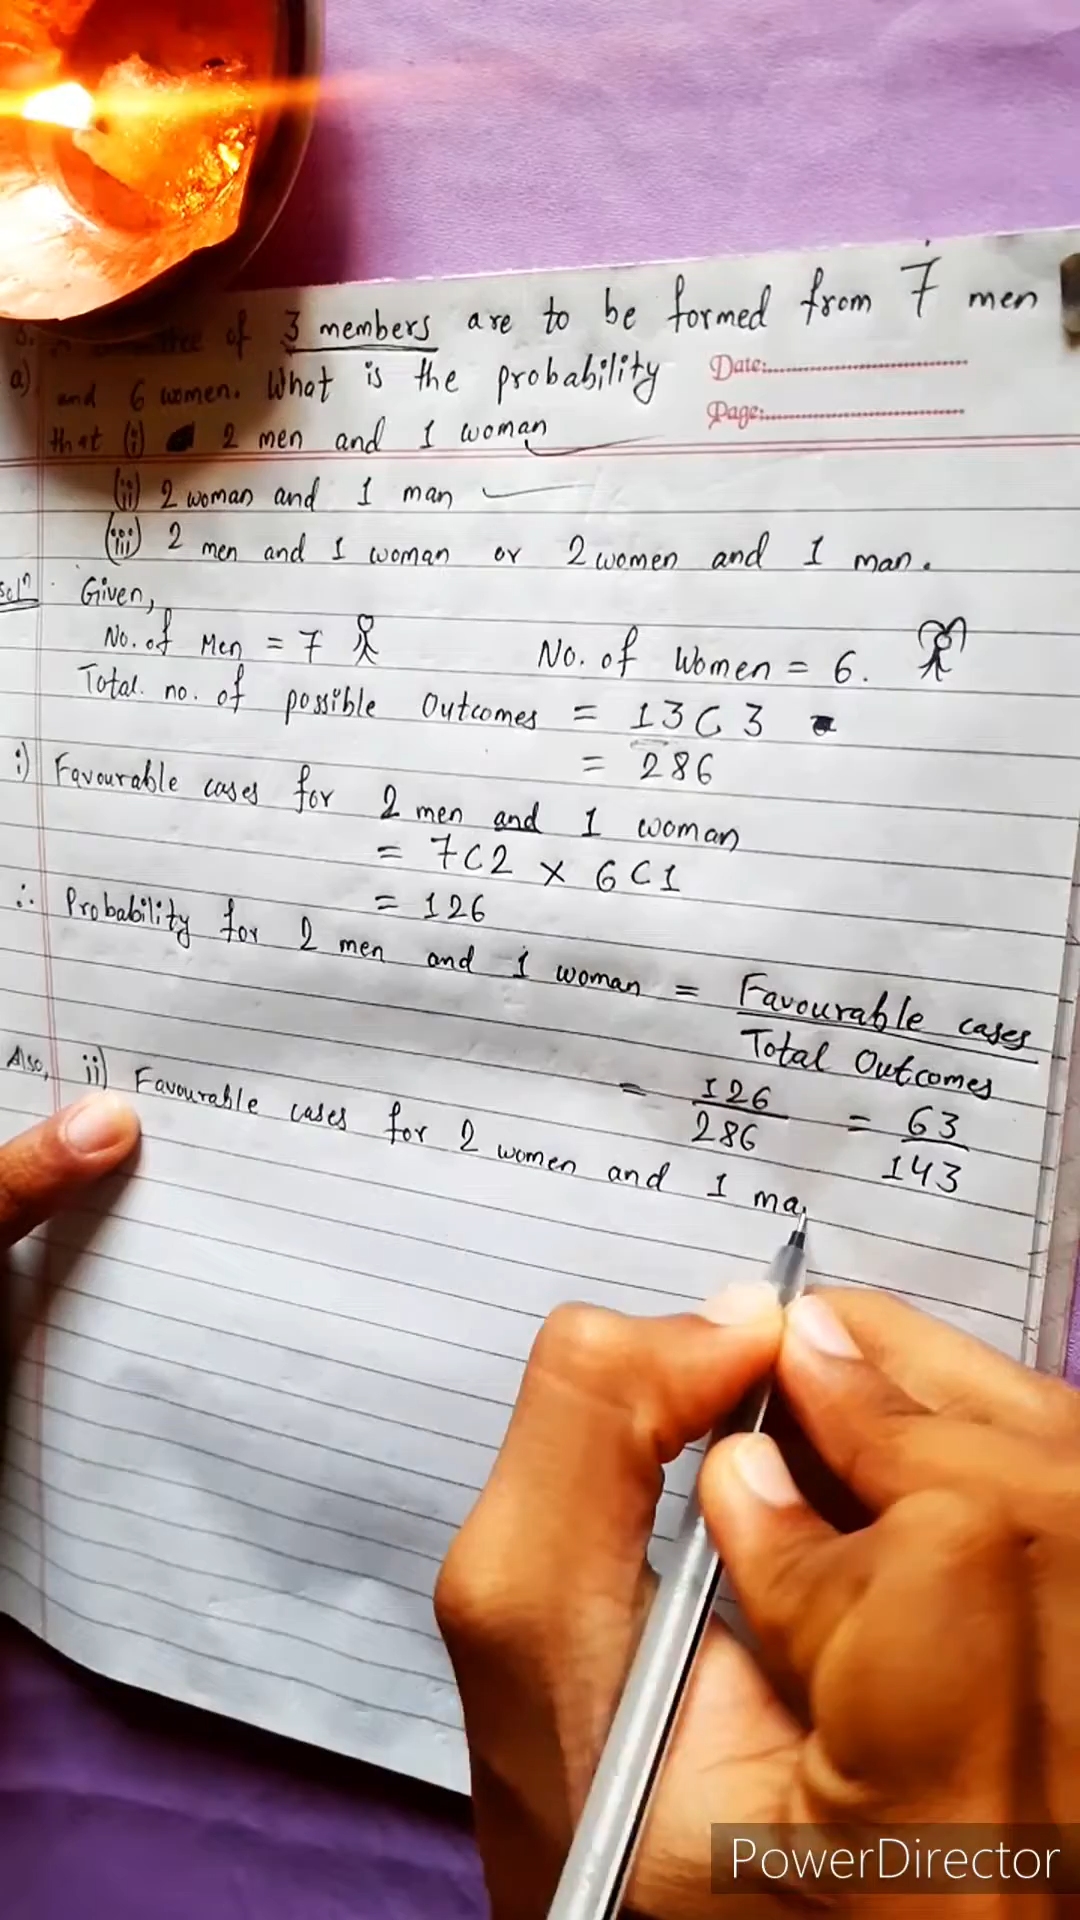 of 3 members are to be formed from 7 men
a) and 6 women. What is the probability
Date:
Page:
that (i) 2 men and 1 woman
(ii) 2 woman and 1 man
(iii) 2 men and 1 woman or 2 women and 1 man.
Solⁿ. Given,
No. of Men = 7 No. of Women = 6.
Total. no. of possible Outcomes = 13C3
= 286
i) Favourable cases for 2 men and 1 woman
= 7C2 × 6C1
= 126
∴ Probability for 2 men and 1 woman = Favourable cases
Total Outcomes
= 126/286 = 63/143
Also, ii) Favourable cases for 2 women and 1 ma
PowerDirector